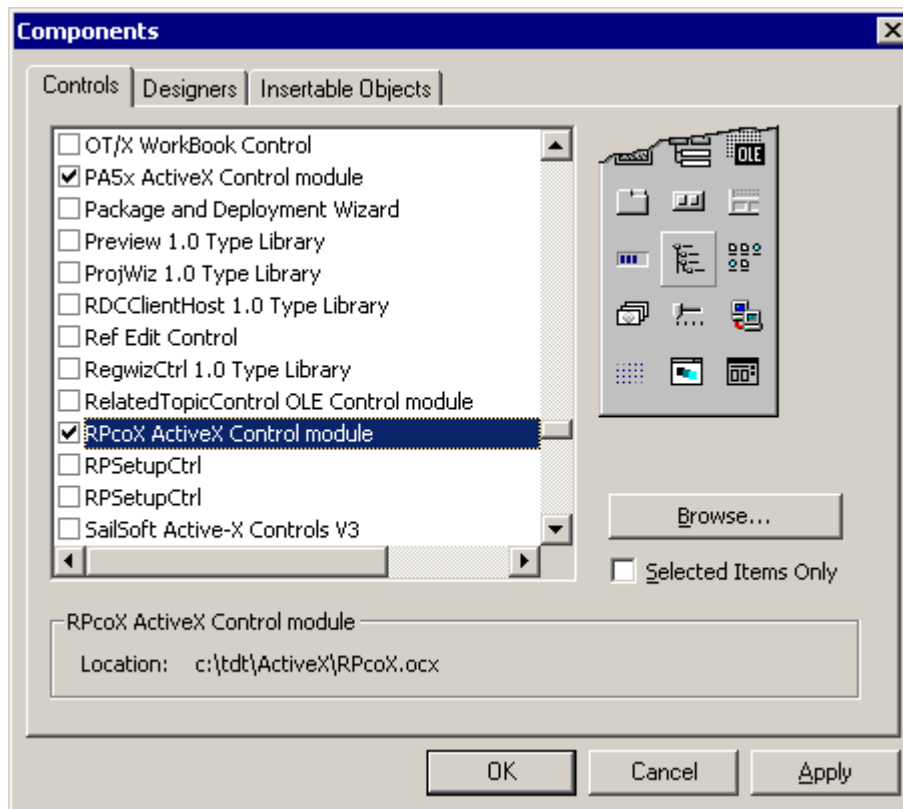 Components
Controls
Designers
Insertable Objects
OT/X WorkBook Control
PA5x ActiveX Control module
Package and Deployment Wizard
Preview 1.0 Type Library
ProjWiz 1.0 Type Library
RDCClientHost 1.0 Type Library
Ref Edit Control
RegwizCtrl 1.0 Type Library
RelatedTopicControl OLE Control module
RPcoX ActiveX Control module
RPSetupCtrl
RPSetupCtrl
SailSoft Active-X Controls V3
OLE
Browse...
Selected Items Only
RPcoX ActiveX Control module
Location: c:\tdt\ActiveX\RPcoX.ocx
OK
Cancel
Apply